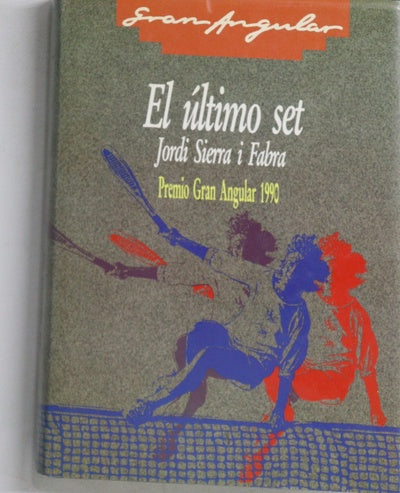 Gran Angular
El último set
Jordi Sierra i Fabra
Premio Gran Angular 1990